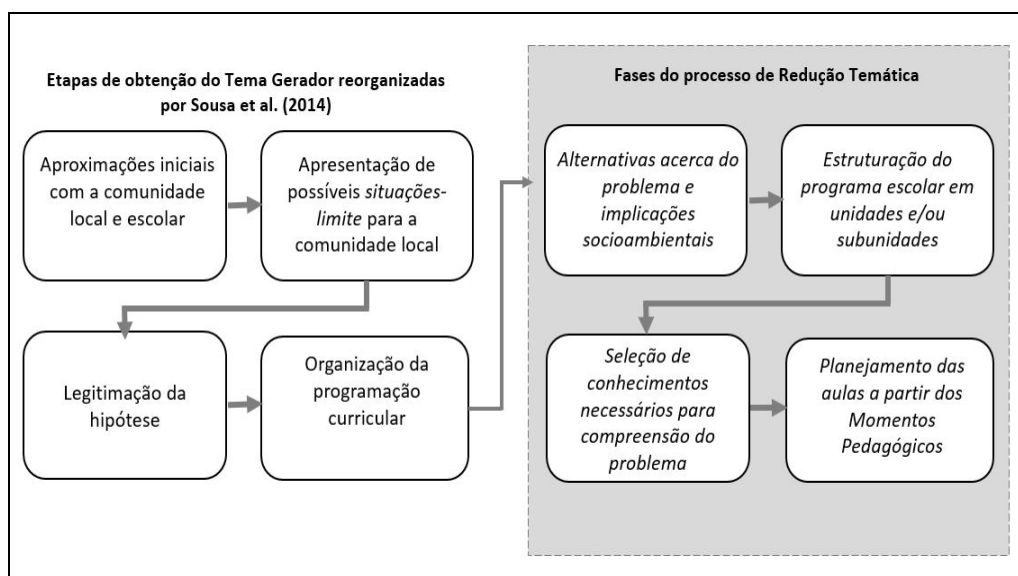 Etapas de obtenção do Tema Gerador reorganizadas
por Sousa et al. (2014)
Aproximações iniciais
com a comunidade
local e escolar
Apresentação de
possíveis situações-
limite para a
comunidade local
Legitimação da
hipótese
Organização da
programação
curricular
Fases do processo de Redução Temática
Alternativas acerca do
problema e
implicações
socioambientais
Estruturação do
programa escolar em
unidades e/ou
subunidades
Seleção de
conhecimentos
necessários para
compreensão do
problema
Planejamento das
aulas a partir dos
Momentos
Pedagógicos